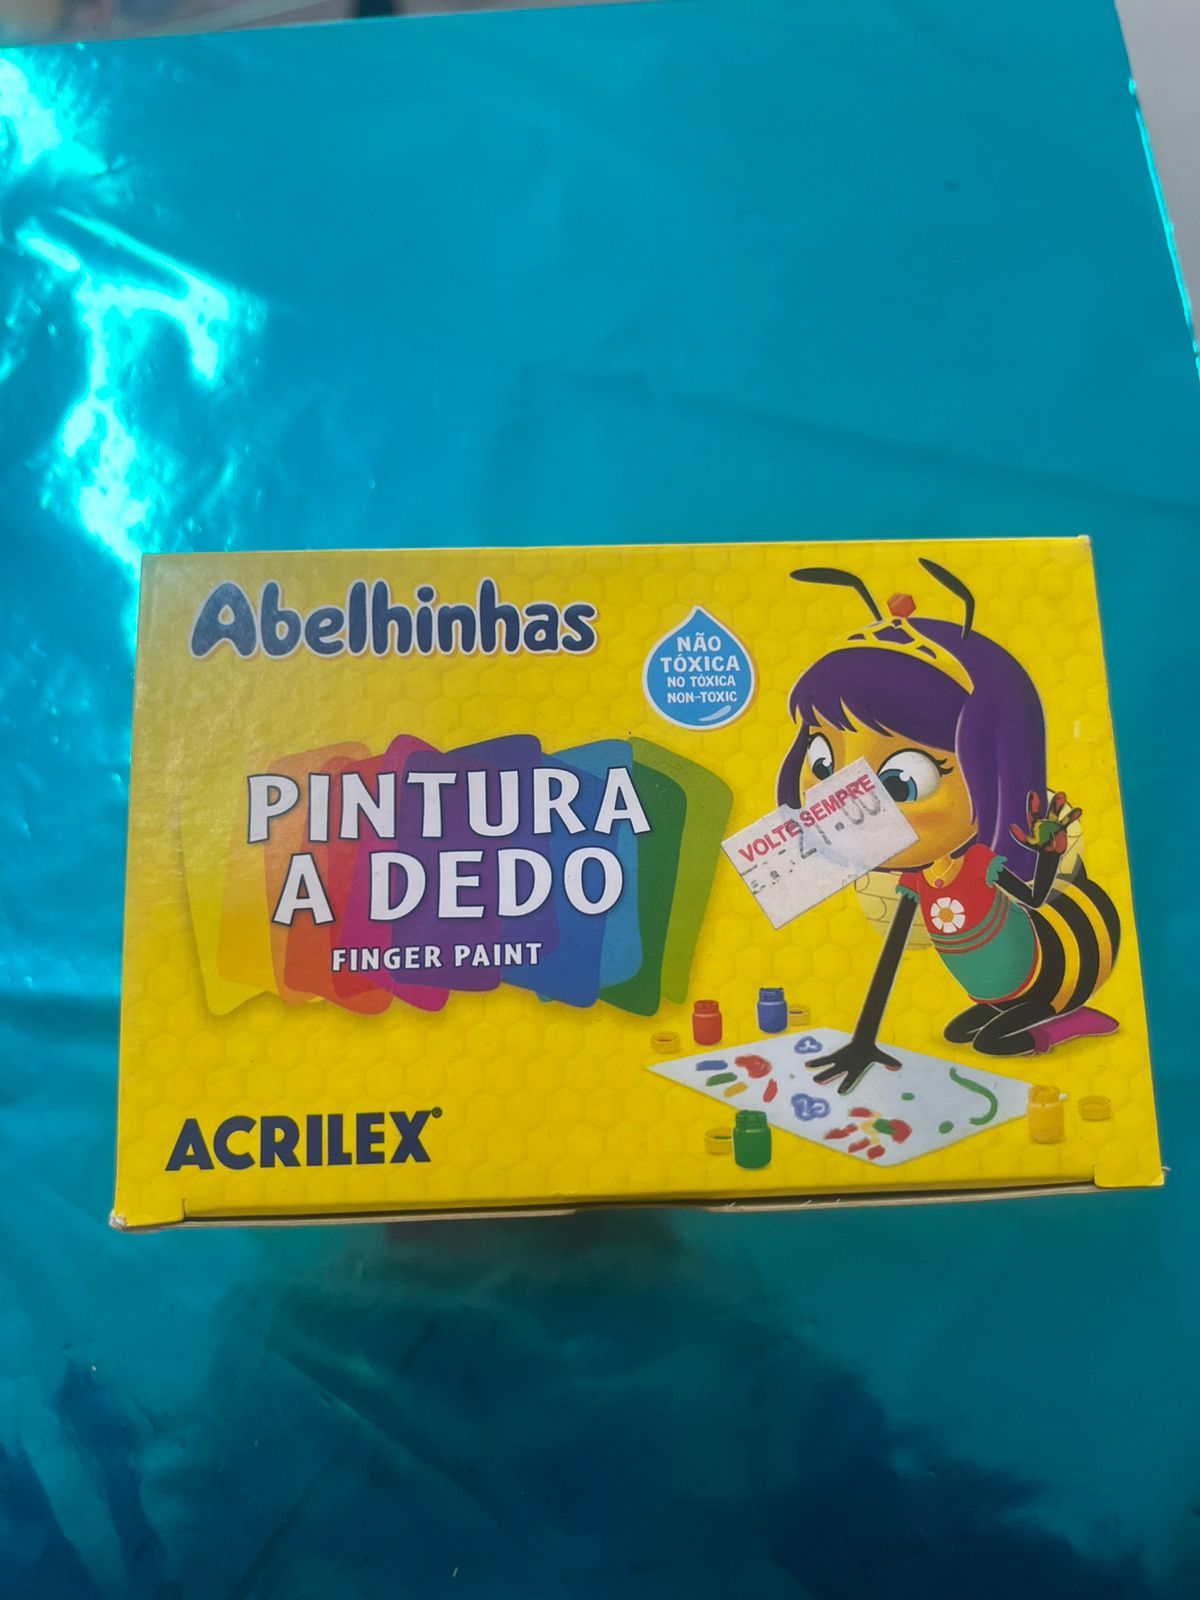 Abelhinhas
NÃO
TÓXICA
NO TÓXICA
NON-TOXIC
PINTURA
A DEDO
FINGER PAINT
VOLTE SEMPRE
ACRILEX®